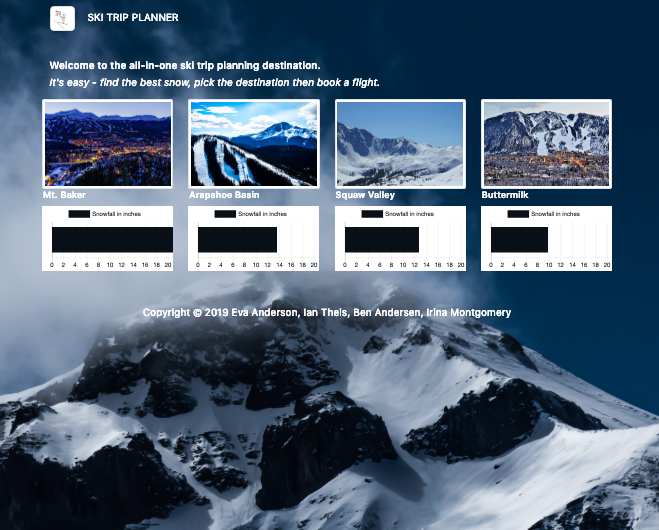 SKI TRIP PLANNER
Welcome to the all-in-one ski trip planning destination.
It's easy - find the best snow, pick the destination then book a flight.
Mt. Baker
Arapahoe Basin
Squaw Valley
Buttermilk
Snowfall in inches
Snowfall in inches
Snowfall in inches
Snowfall in inches
0 2 4 6 8 10 12 14 16 18 20
0 2 4 6 8 10 12 14 16 18 20
0 2 4 6 8 10 12 14 16 18 20
0 2 4 6 8 10 12 14 16 18 20
Copyright © 2019 Eva Anderson, Ian Theis, Ben Andersen, Irina Montgomery